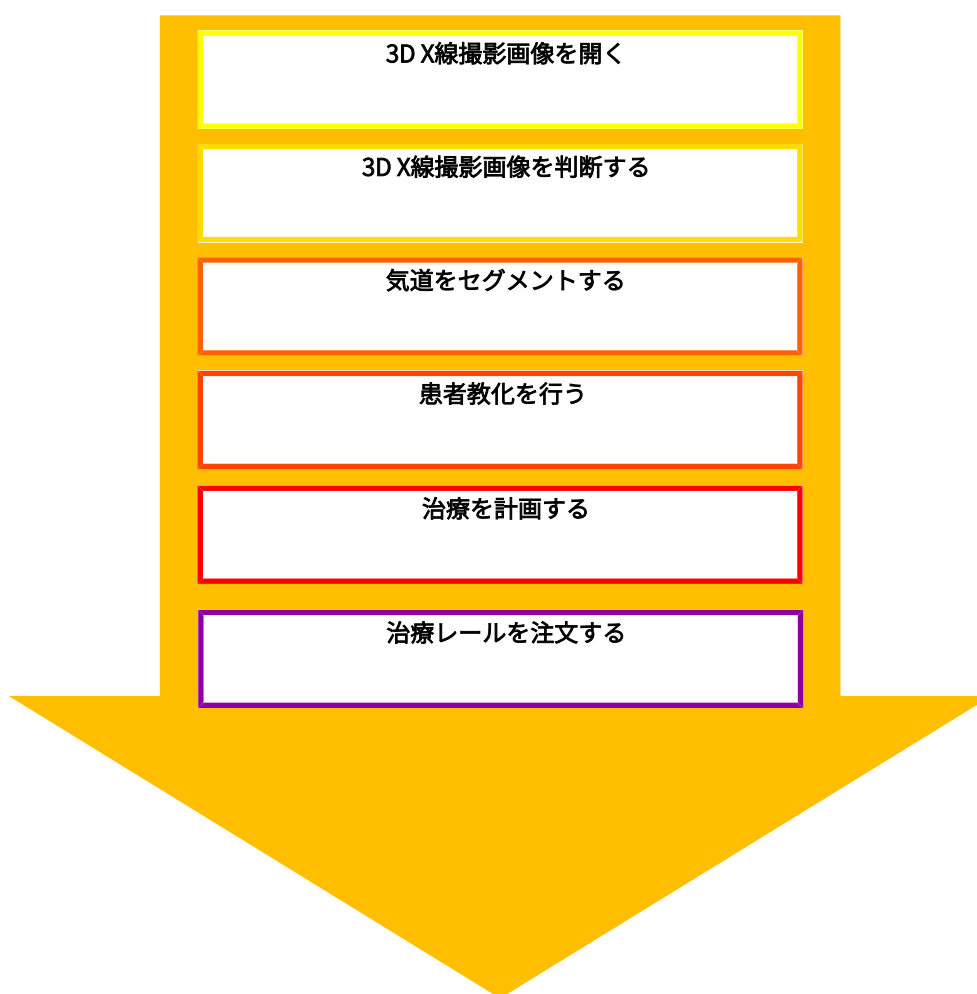 3D X線撮影画像を開く
3D X線撮影画像を判断する
気道をセグメントする
患者教化を行う
治療を計画する
治療レールを注文する